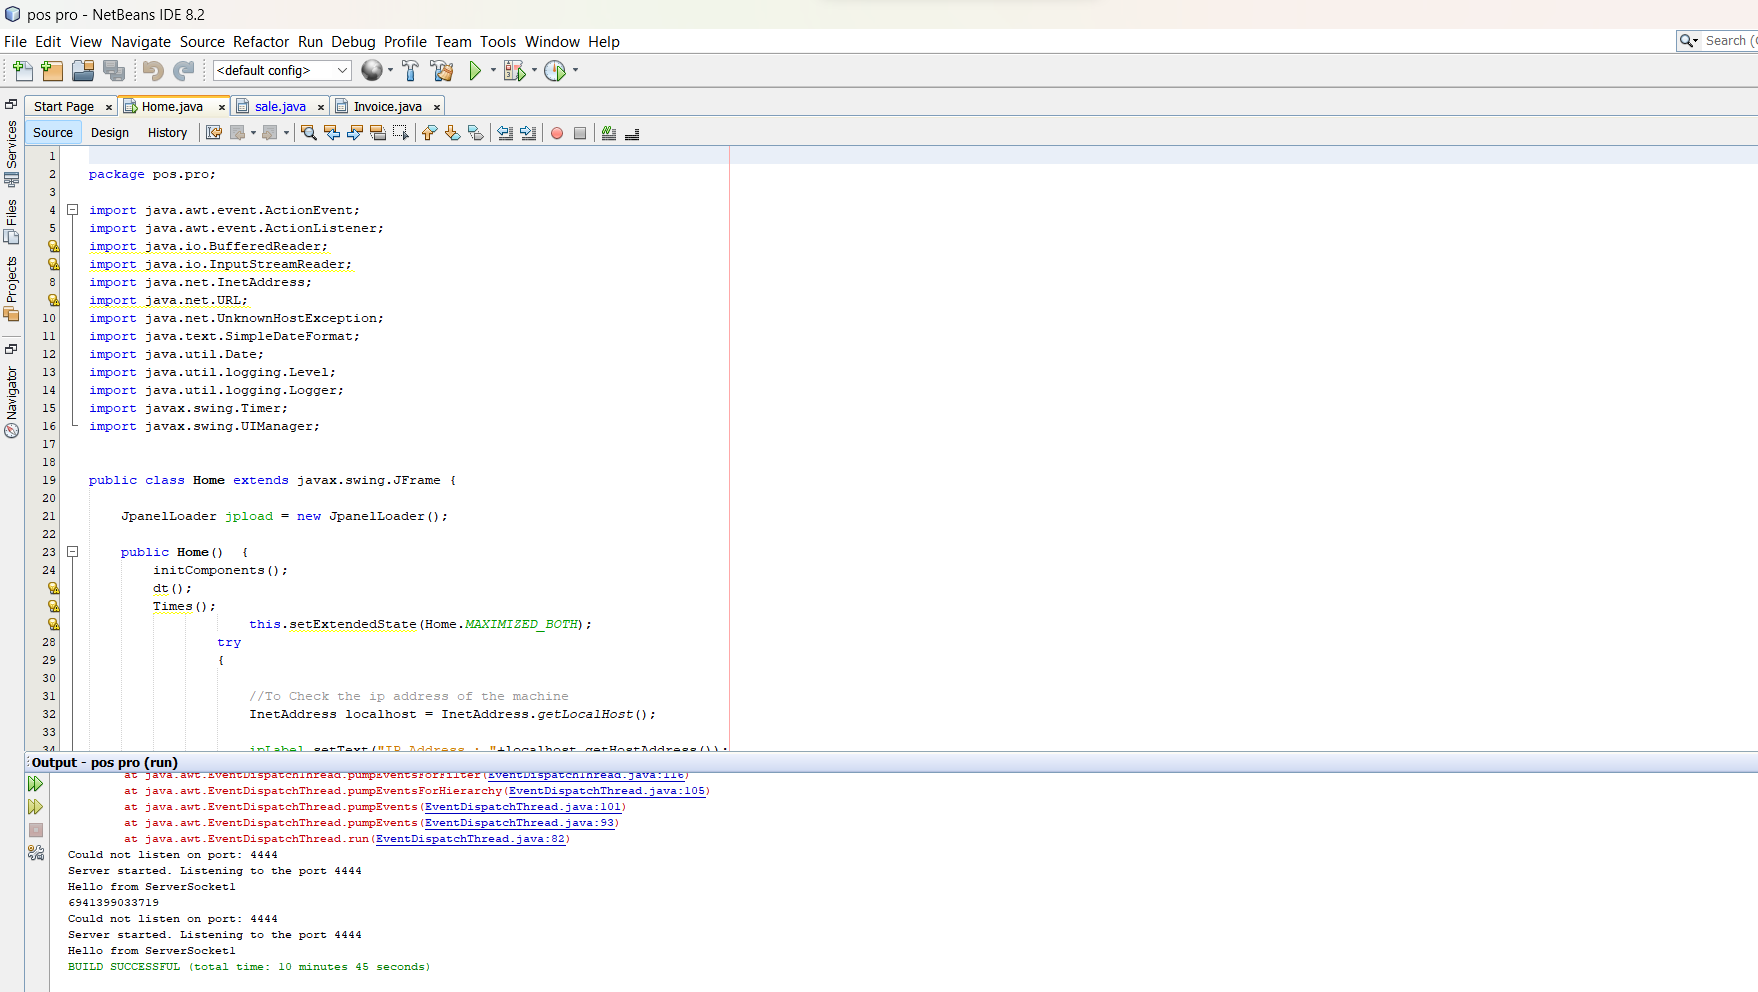 pos pro - NetBeans IDE 8.2
File Edit View Navigate Source Refactor Run Debug Profile Team Tools Window Help
Search (
<default config>
Start Page Home.java sale.java Invoice.java
Source Design History
Services
Files
Projects
Navigator
1
2 package pos.pro;
3
4 import java.awt.event.ActionEvent;
5 import java.awt.event.ActionListener;
import java.io.BufferedReader;
import java.io.InputStreamReader;
8 import java.net.InetAddress;
import java.net.URL;
10 import java.net.UnknownHostException;
11 import java.text.SimpleDateFormat;
12 import java.util.Date;
13 import java.util.logging.Level;
14 import java.util.logging.Logger;
15 import javax.swing.Timer;
16 import javax.swing.UIManager;
17
18
19 public class Home extends javax.swing.JFrame {
20
21 JpanelLoader jpload = new JpanelLoader();
22
23 public Home() {
24 initComponents();
dt();
Times();
this.setExtendedState(Home.MAXIMIZED_BOTH);
28 try
29 {
30
31 //To Check the ip address of the machine
32 InetAddress localhost = InetAddress.getLocalHost();
33
34 ipLabel.setText("IP Address : "+localhost.getHostAddress());
Output - pos pro (run)
at java.awt.EventDispatchThread.pumpEventsForFilter(EventDispatchThread.java:116)
at java.awt.EventDispatchThread.pumpEventsForHierarchy(EventDispatchThread.java:105)
at java.awt.EventDispatchThread.pumpEvents(EventDispatchThread.java:101)
at java.awt.EventDispatchThread.pumpEvents(EventDispatchThread.java:93)
at java.awt.EventDispatchThread.run(EventDispatchThread.java:82)
Could not listen on port: 4444
Server started. Listening to the port 4444
Hello from ServerSocket1
6941399033719
Could not listen on port: 4444
Server started. Listening to the port 4444
Hello from ServerSocket1
BUILD SUCCESSFUL (total time: 10 minutes 45 seconds)